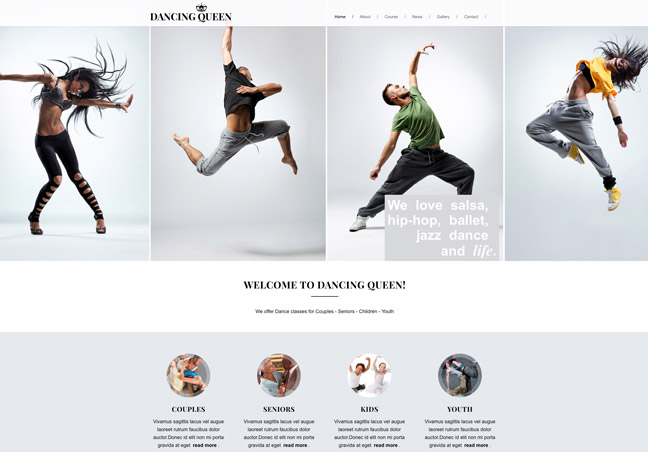 DANCING QUEEN
Home / About / Course / News / Gallery / Contact /
We love salsa,
hip-hop, ballet,
jazz dance
and life.
WELCOME TO DANCING QUEEN!
We offer Dance classes for Couples - Seniors - Children - Youth
COUPLES
Vivamus sagittis lacus vel augue
laoreet rutrum faucibus dolor
auctor.Donec id elit non mi porta
gravida at eget read more .
SENIORS
Vivamus sagittis lacus vel augue
laoreet rutrum faucibus dolor
auctor.Donec id elit non mi porta
gravida at eget read more .
KIDS
Vivamus sagittis lacus vel augue
laoreet rutrum faucibus dolor
auctor.Donec id elit non mi porta
gravida at eget read more .
YOUTH
Vivamus sagittis lacus vel augue
laoreet rutrum faucibus dolor
auctor.Donec id elit non mi porta
gravida at eget read more .